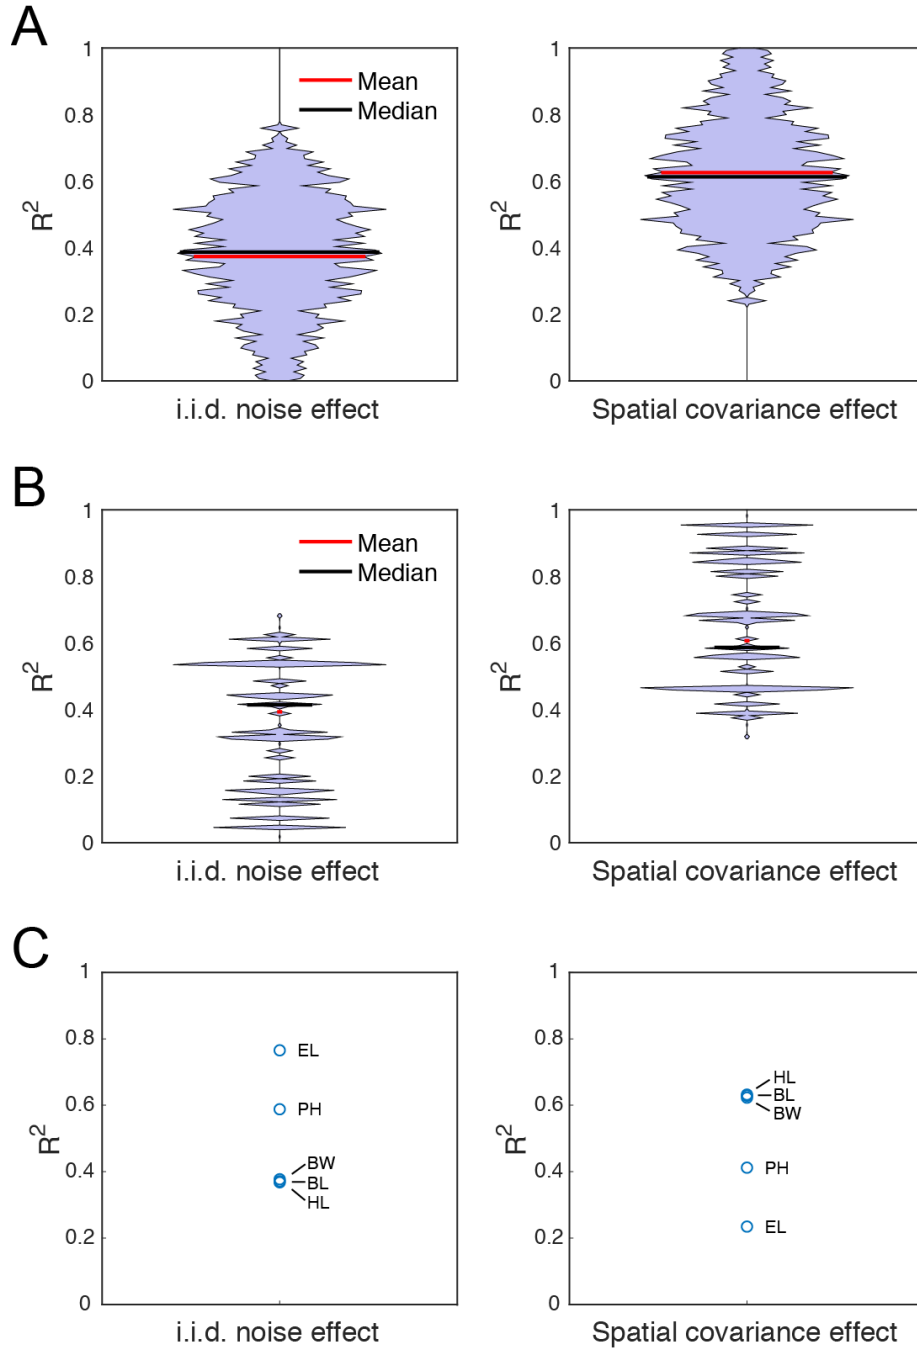 A
1
0.8
0.6
0.4
0.2
0
R2
Mean
Median
i.i.d. noise effect
1
0.8
0.6
0.4
0.2
0
R2
Spatial covariance effect
B
1
0.8
0.6
0.4
0.2
0
R2
Mean
Median
i.i.d. noise effect
1
0.8
0.6
0.4
0.2
0
R2
Spatial covariance effect
C
1
0.8
0.6
0.4
0.2
0
R2
EL
PH
BW
BL
HL
i.i.d. noise effect
1
0.8
0.6
0.4
0.2
0
R2
HL
BL
BW
PH
EL
Spatial covariance effect